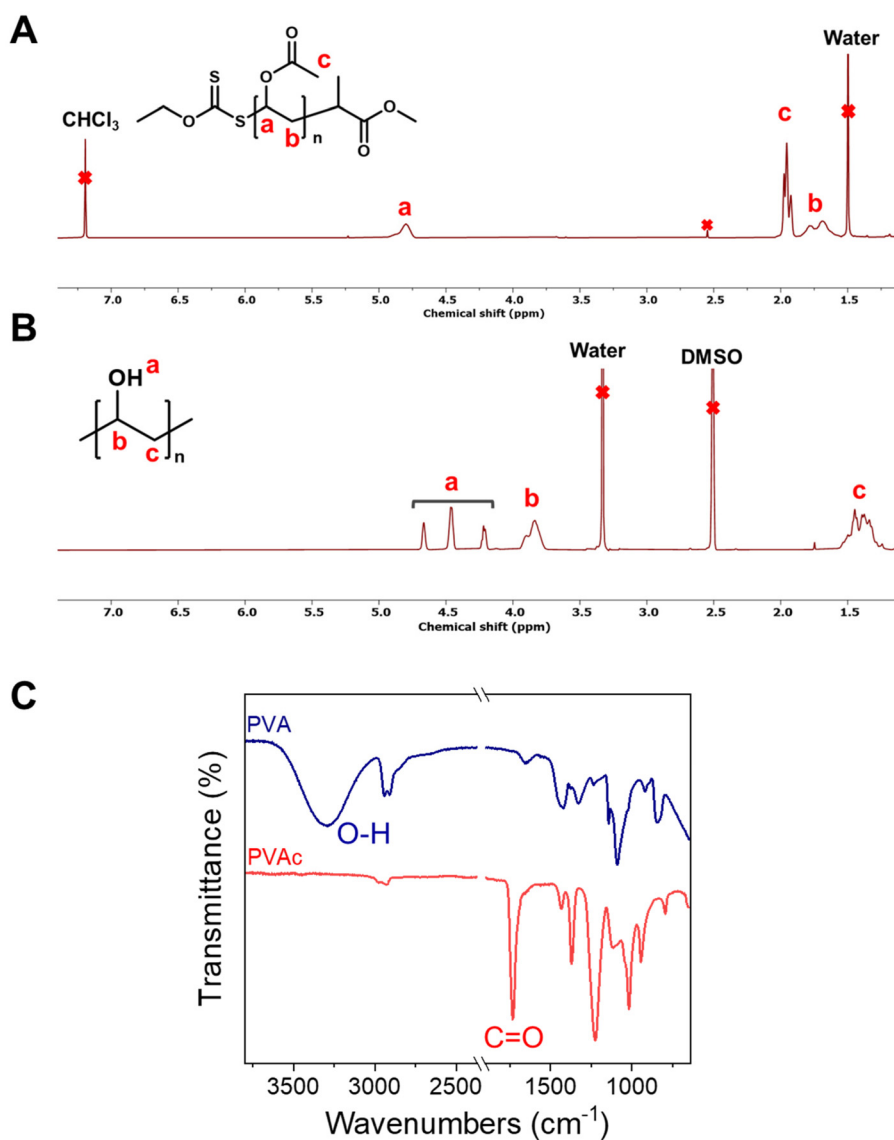 A
Water
CHCl3
O
O
c
S
O
S
a
b
n
O
O
a
c
b
7.0 6.5 6.0 5.5 5.0 4.5 4.0 3.5 3.0 2.5 2.0 1.5
Chemical shift (ppm)
B
Water
DMSO
OH a
b
c
n
a
b
c
7.0 6.5 6.0 5.5 5.0 4.5 4.0 3.5 3.0 2.5 2.0 1.5
Chemical shift (ppm)
C
Transmittance (%)
PVA
O-H
PVAc
C=O
3500 3000 2500 1500 1000
Wavenumbers (cm-1)